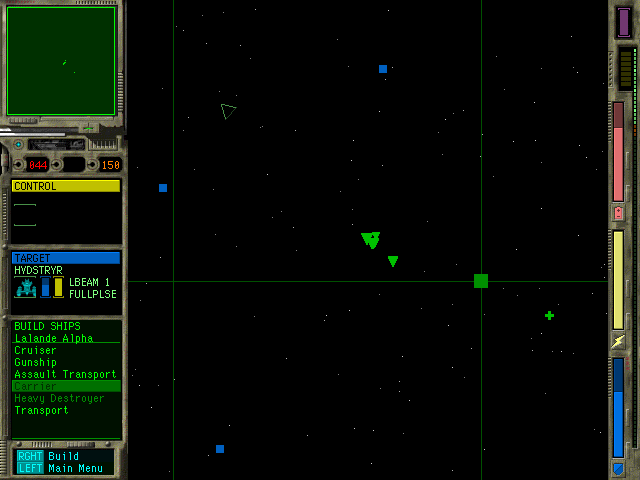 044 150
CONTROL
TARGET
HYDSTRYR
LBEAM 1
FULLPLSE
BUILD SHIPS
Lalande Alpha
Cruiser
Gunship
Assault Transport
Carrier
Heavy Destroyer
Transport
RGHT Build
LEFT Main Menu